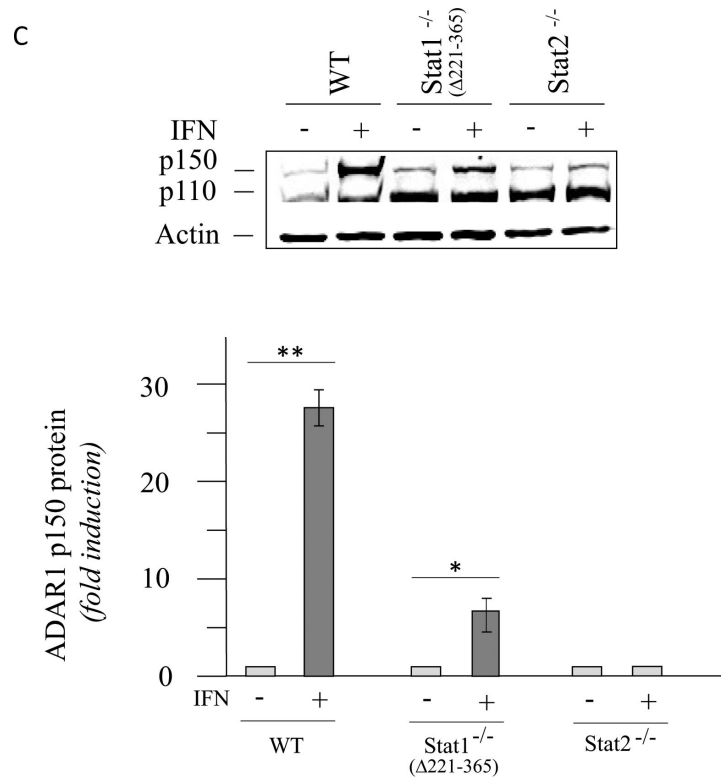 C
WT
Stat1 -/-
(Δ221-365)
Stat2 -/-
IFN - + - + - +
p150 –
p110 –
Actin –
ADAR1 p150 protein
(fold induction)
30
20
10
0
**
*
IFN - + - + - +
WT
Stat1 -/-
(Δ221-365)
Stat2 -/-